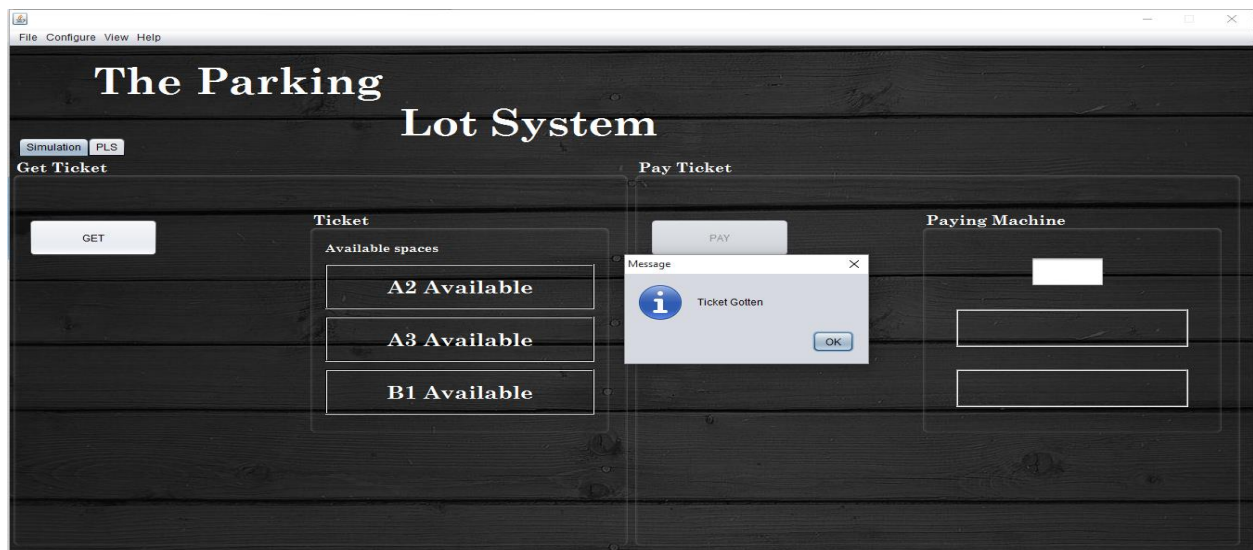 File Configure View Help
The Parking
Lot System
Simulation PLS
Get Ticket
Pay Ticket
GET
Ticket
Available spaces
A2 Available
A3 Available
B1 Available
PAY
Paying Machine
Message
Ticket Gotten
OK